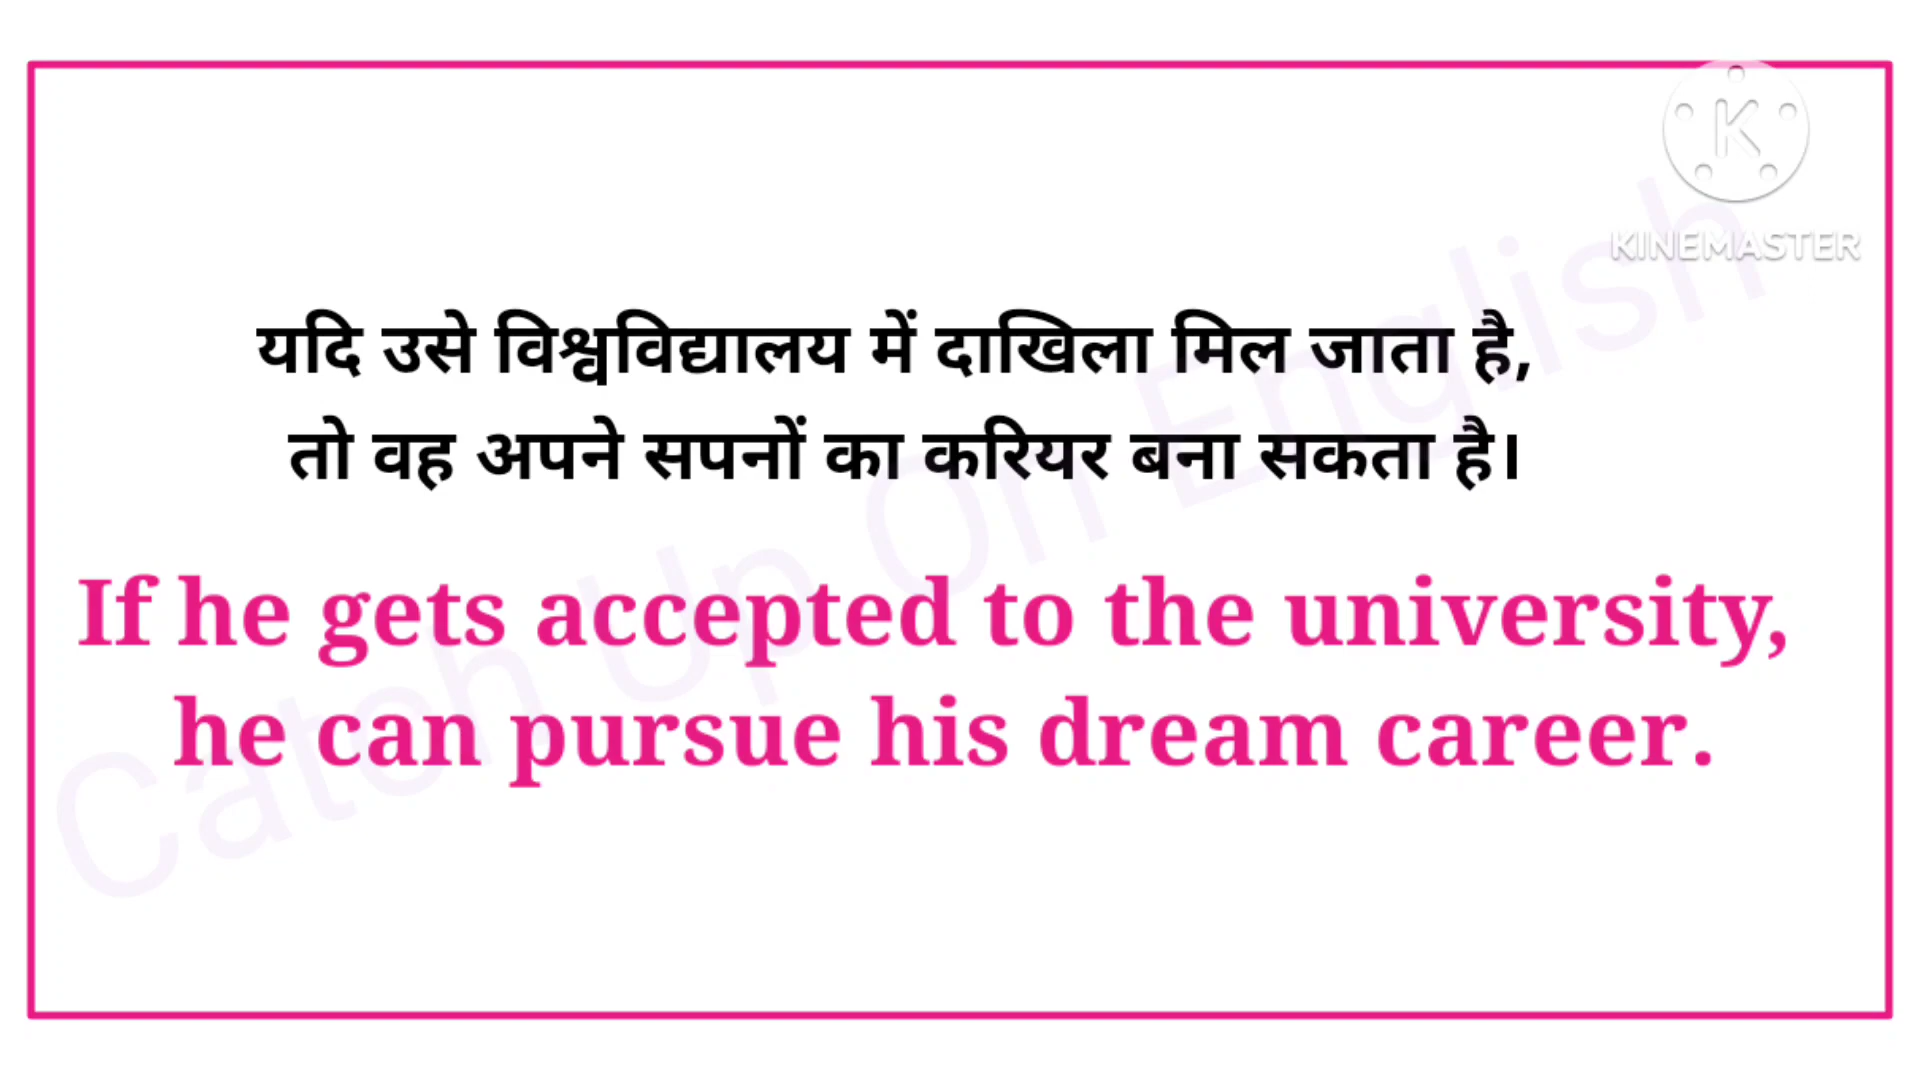 KINEMASTER
यदि उसे विश्वविद्यालय में दाखिला मिल जाता है,
तो वह अपने सपनों का करियर बना सकता है।
If he gets accepted to the university,
he can pursue his dream career.
Catch Up On English